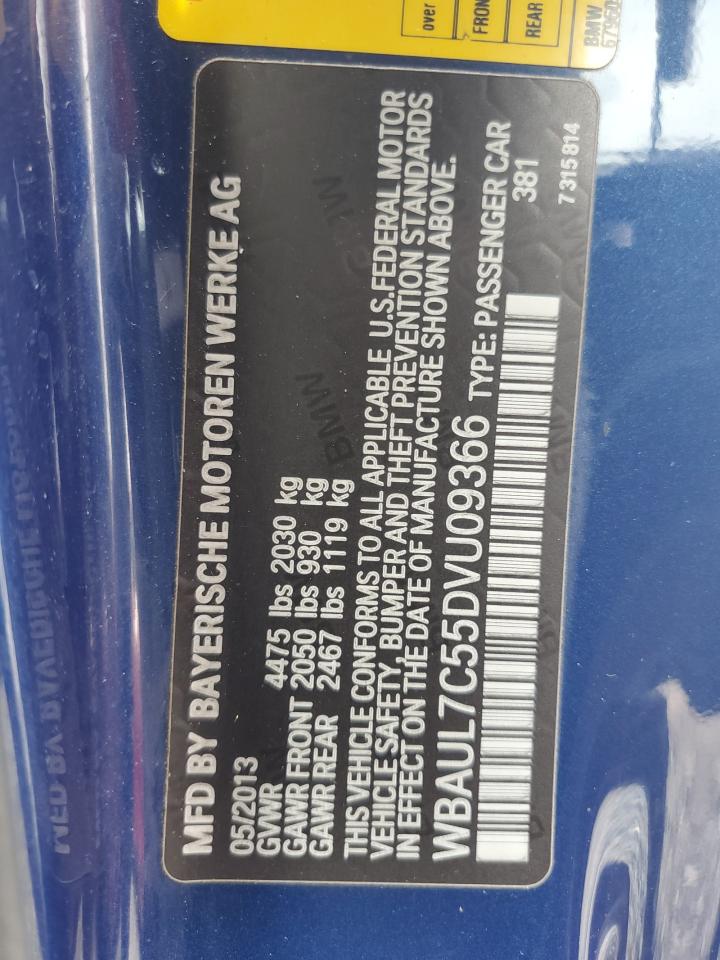 over
FRON
REAR
BMW
MFD BY BAYERISCHE MOTOREN WERKE AG
05/2013
GVWR 4475 lbs 2030 kg
GAWR FRONT 2050 lbs 930 kg
GAWR REAR 2467 lbs 1119 kg
THIS VEHICLE CONFORMS TO ALL APPLICABLE U.S.FEDERAL MOTOR
VEHICLE SAFETY, BUMPER AND THEFT PREVENTION STANDARDS
IN EFFECT ON THE DATE OF MANUFACTURE SHOWN ABOVE.
WBAUL7C55DVU09366 TYPE: PASSENGER CAR
381
7 315 814